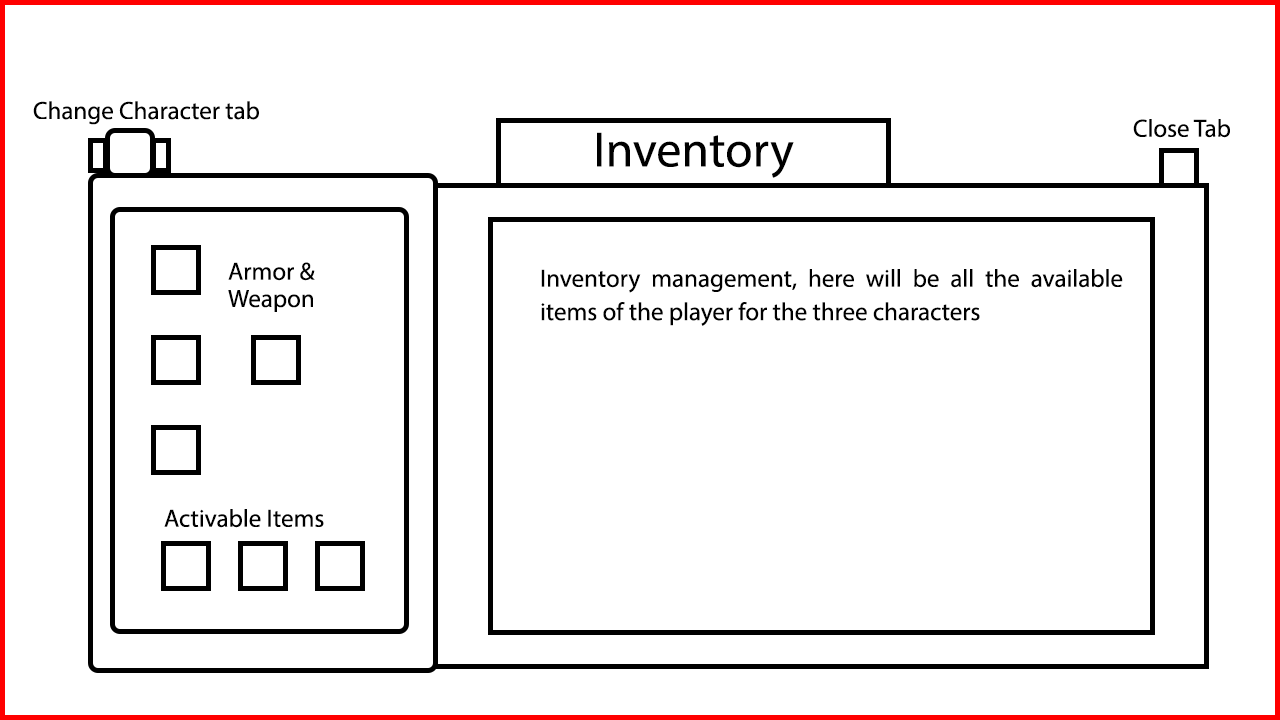 Change Character tab
Inventory
Close Tab
Armor &
Weapon
Activable Items
Inventory management, here will be all the available
items of the player for the three characters